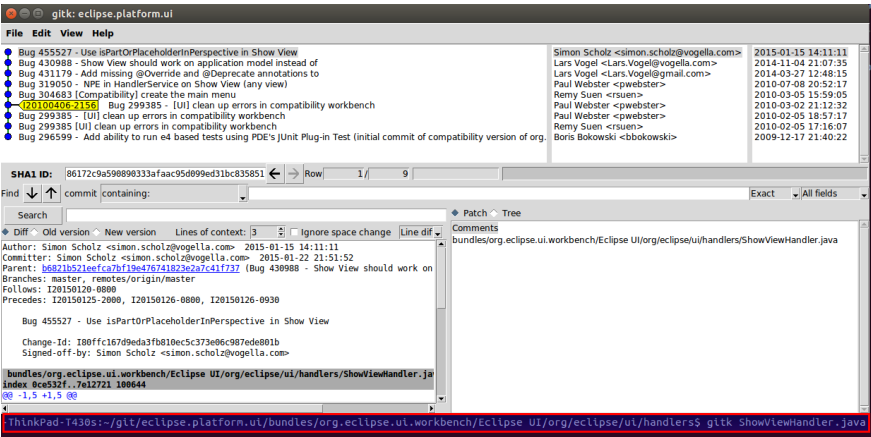 gitk: eclipse.platform.ui
File Edit View Help
Bug 455527 - Use isPartOrPlaceholderInPerspective in Show View Simon Scholz <simon.scholz@vogella.com> 2015-01-15 14:11:11
Bug 430988 - Show View should work on application model instead of Lars Vogel <Lars.Vogel@vogella.com> 2014-11-04 21:07:35
Bug 431179 - Add missing @Override and @Deprecate annotations to Lars Vogel <Lars.Vogel@gmail.com> 2014-03-27 12:48:15
Bug 319050 - NPE in HandlerService on Show View (any view) Paul Webster <pwebster> 2010-07-08 20:52:17
Bug 304683 [Compatibility] create the main menu Remy Suen <rsuen> 2010-03-05 15:59:05
I20100406-2156 Bug 299385 - [UI] clean up errors in compatibility workbench Paul Webster <pwebster> 2010-03-02 21:12:32
Bug 299385 - [UI] clean up errors in compatibility workbench Paul Webster <pwebster> 2010-02-05 18:57:17
Bug 299385 [UI] clean up errors in compatibility workbench Remy Suen <rsuen> 2010-02-05 17:16:07
Bug 296599 - Add ability to run e4 based tests using PDE's JUnit Plug-in Test (initial commit of compatibility version of org. Boris Bokowski <bbokowski> 2009-12-17 21:40:22
SHA1 ID: 86172c9a590890333afaac95d099ed31bc835851 Row 1/ 9
Find commit containing: Exact All fields
Search
Patch Tree
Diff Old version New version Lines of context: 3 Ignore space change Line dif
Comments
bundles/org.eclipse.ui.workbench/Eclipse UI/org/eclipse/ui/handlers/ShowViewHandler.java
Author: Simon Scholz <simon.scholz@vogella.com> 2015-01-15 14:11:11
Committer: Simon Scholz <simon.scholz@vogella.com> 2015-01-22 21:51:52
Parent: b6821b521eefca7bf19e476741823e2a7c41f737 (Bug 430988 - Show View should work on
Branches: master, remotes/origin/master
Follows: I20150120-0800
Precedes: I20150125-2000, I20150126-0800, I20150126-0930
Bug 455527 - Use isPartOrPlaceholderInPerspective in Show View
Change-Id: I80ffc167d9eda3fb810ec5c373e06c987ede801b
Signed-off-by: Simon Scholz <simon.scholz@vogella.com>
bundles/org.eclipse.ui.workbench/Eclipse UI/org/eclipse/ui/handlers/ShowViewHandler.ja
index 0ce532f..7e12721 100644
@@ -1,5 +1,5 @@
-ThinkPad-T430s:~/git/eclipse.platform.ui/bundles/org.eclipse.ui.workbench/Eclipse UI/org/eclipse/ui/handlers$ gitk ShowViewHandler.java